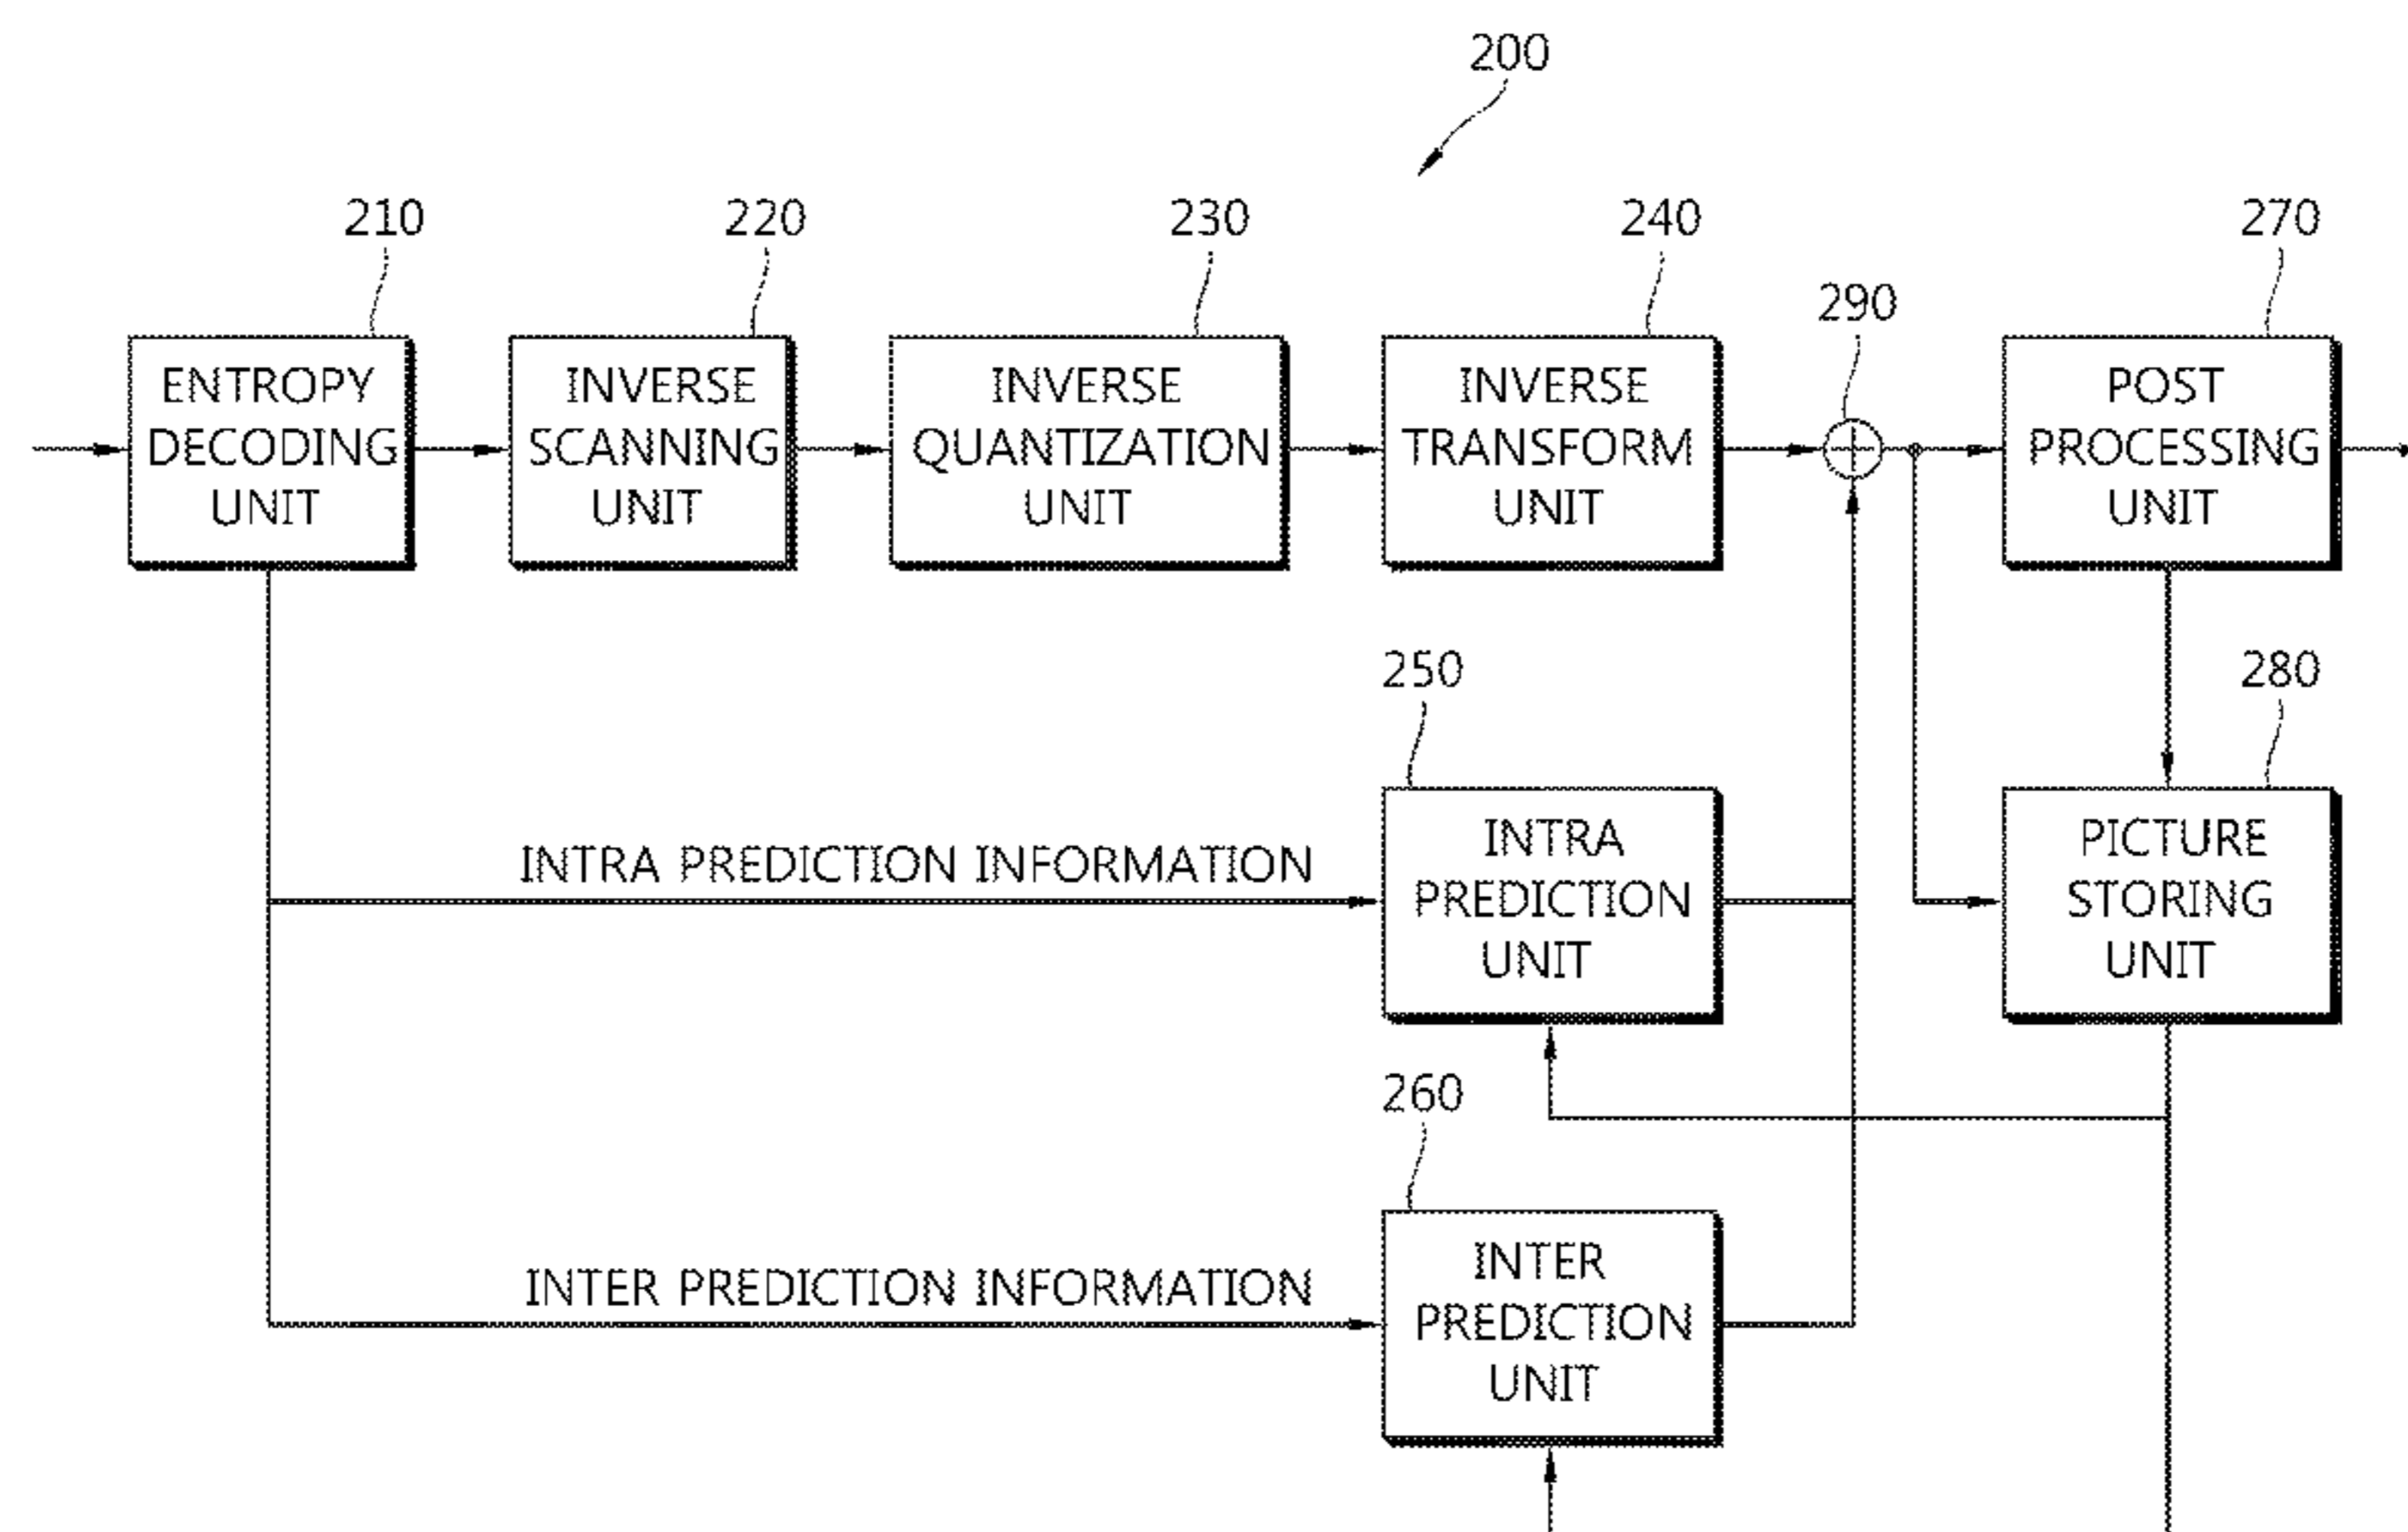 200
210
220
230
240
290
270
ENTROPY
DECODING
UNIT
INVERSE
SCANNING
UNIT
INVERSE
QUANTIZATION
UNIT
INVERSE
TRANSFORM
UNIT
POST
PROCESSING
UNIT
250
280
INTRA PREDICTION INFORMATION
INTRA
PREDICTION
UNIT
PICTURE
STORING
UNIT
260
INTER PREDICTION INFORMATION
INTER
PREDICTION
UNIT